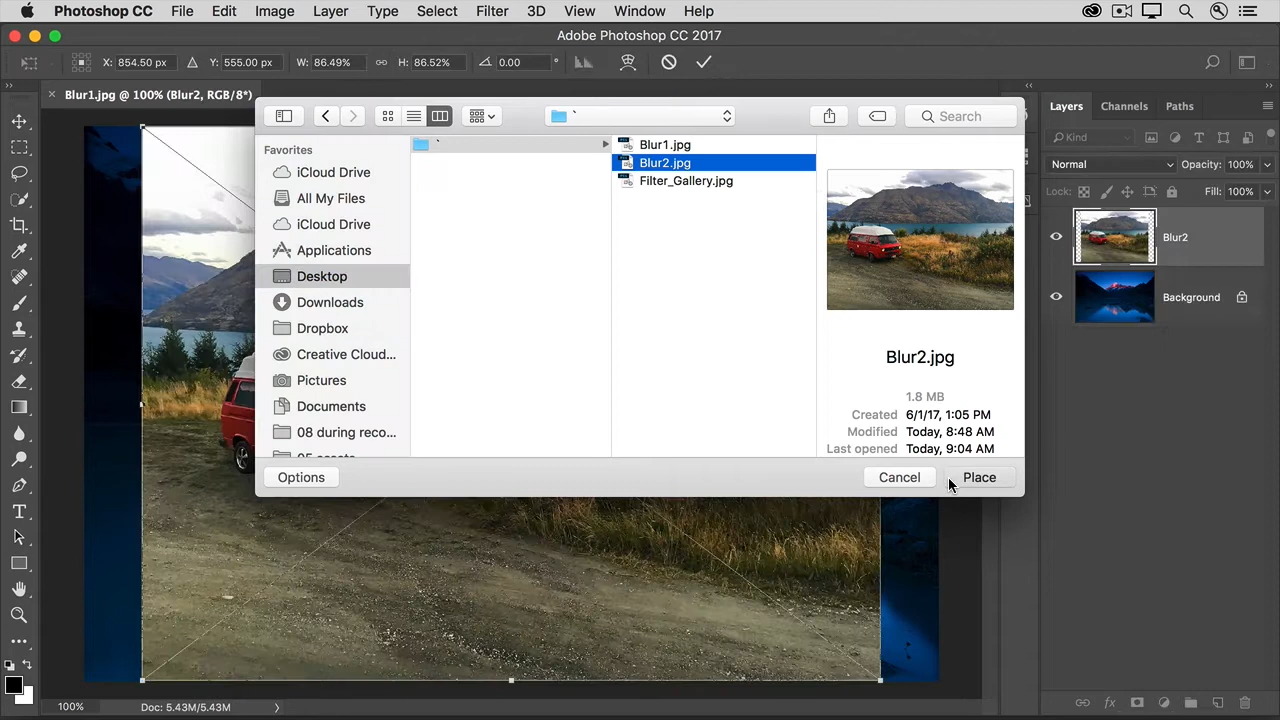 Photoshop CC File Edit Image Layer Type Select Filter 3D View Window Help
Adobe Photoshop CC 2017
X: 854.50 px Y: 555.00 px W: 86.49% H: 86.52% 0.00 °
Blur1.jpg @ 100% (Blur2, RGB/8*)
`
Search
Favorites
iCloud Drive
All My Files
iCloud Drive
Applications
Desktop
Downloads
Dropbox
Creative Cloud...
Pictures
Documents
08 during reco...
`
Blur1.jpg
Blur2.jpg
Filter_Gallery.jpg
Blur2.jpg
1.8 MB
Created 6/1/17, 1:05 PM
Modified Today, 8:48 AM
Last opened Today, 9:04 AM
Options
Cancel
Place
Layers Channels Paths
Kind
Normal Opacity: 100%
Lock: Fill: 100%
Blur2
Background
fx
100% Doc: 5.43M/5.43M